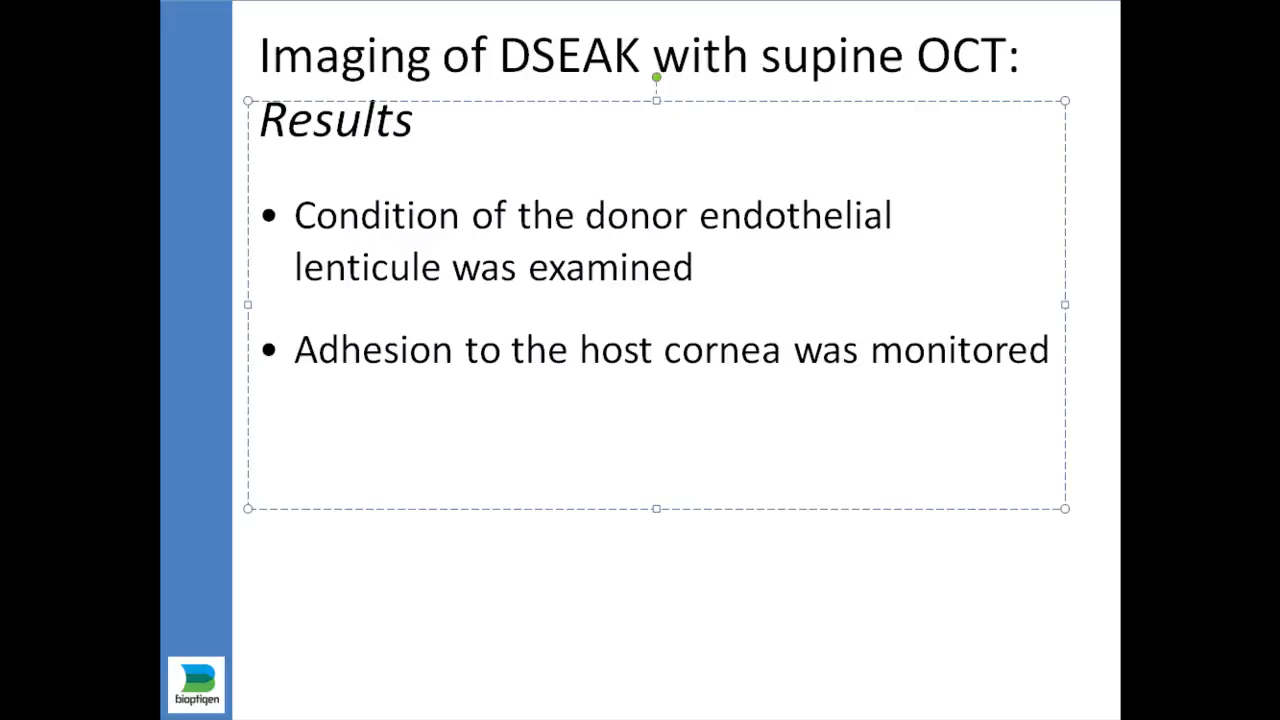 Imaging of DSEAK with supine OCT:
Results
• Condition of the donor endothelial
lenticule was examined
• Adhesion to the host cornea was monitored
bioptigen